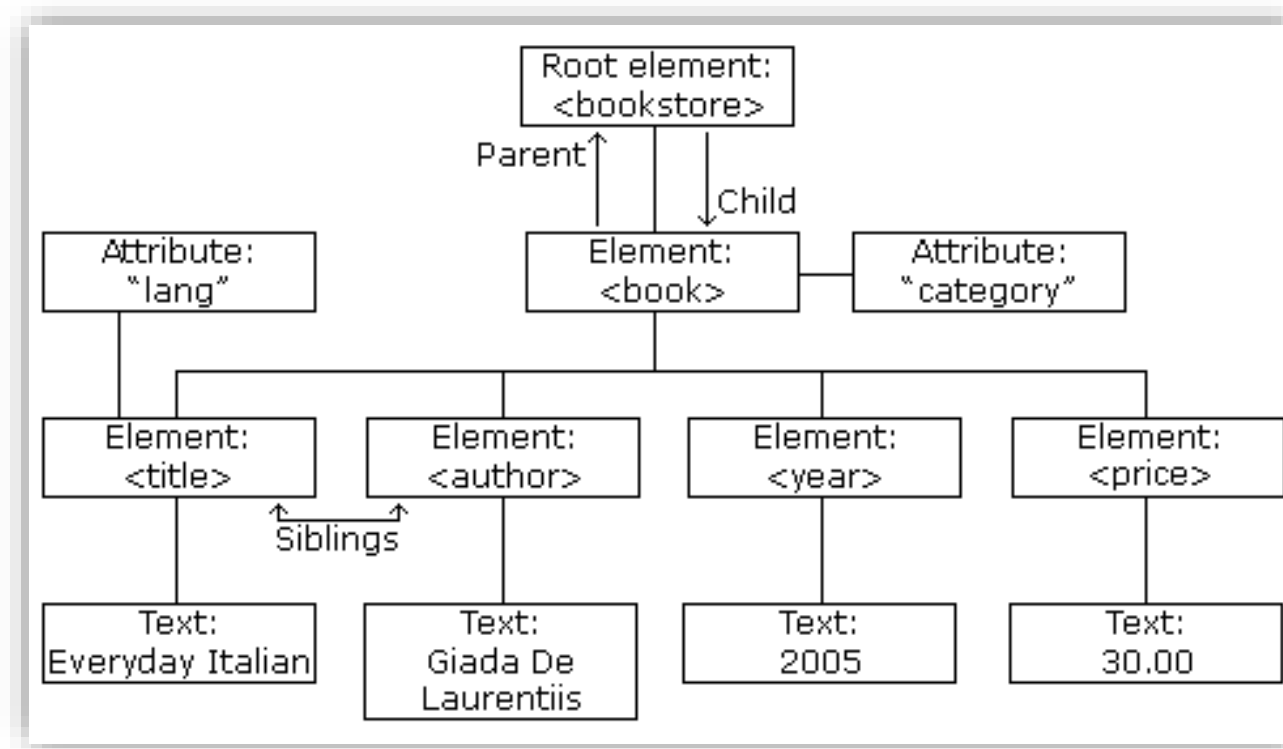 Root element:
<bookstore>
Parent
Child
Attribute:
“lang”
Element:
<book>
Attribute:
“category”
Element:
<title>
Element:
<author>
Element:
<year>
Element:
<price>
Siblings
Text:
Everyday Italian
Text:
Giada De
Laurentiis
Text:
2005
Text:
30.00